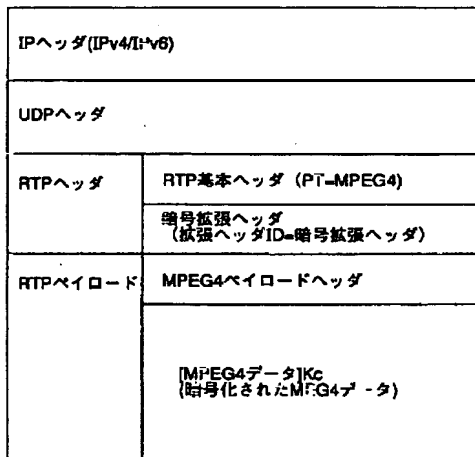 IPヘッダ(IPv4/IPv6)
UDPヘッダ
RTPヘッダ
RTP基本ヘッダ (PT=MPEG4)
暗号拡張ヘッダ
(拡張ヘッダID=暗号拡張ヘッダ)
RTPペイロード
MPEG4ペイロードヘッダ
[MPEG4データ]Kc
(暗号化されたMPEG4データ)